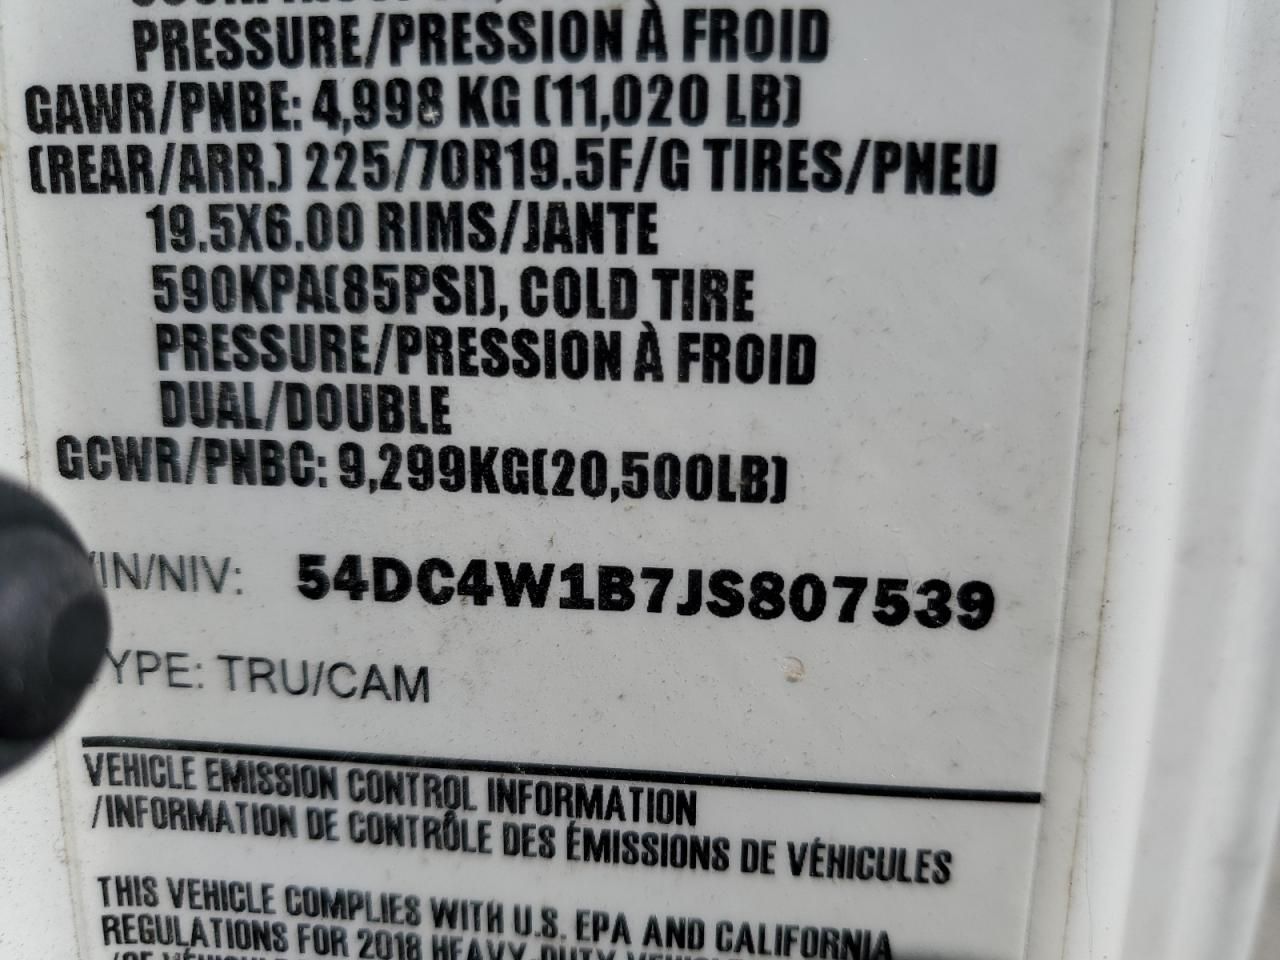 PRESSURE/PRESSION À FROID
GAWR/PNBE: 4,998 KG (11,020 LB)
(REAR/ARR.) 225/70R19.5F/G TIRES/PNEU
19.5X6.00 RIMS/JANTE
590KPA(85PSI), COLD TIRE
PRESSURE/PRESSION À FROID
DUAL/DOUBLE
GCWR/PNBC: 9,299KG(20,500LB)
VIN/NIV: 54DC4W1B7JS807539
YPE: TRU/CAM
VEHICLE EMISSION CONTROL INFORMATION
/INFORMATION DE CONTRÔLE DES ÉMISSIONS DE VÉHICULES
THIS VEHICLE COMPLIES WITH U.S. EPA AND CALIFORNIA
REGULATIONS FOR 2018 HEAVY-DUTY